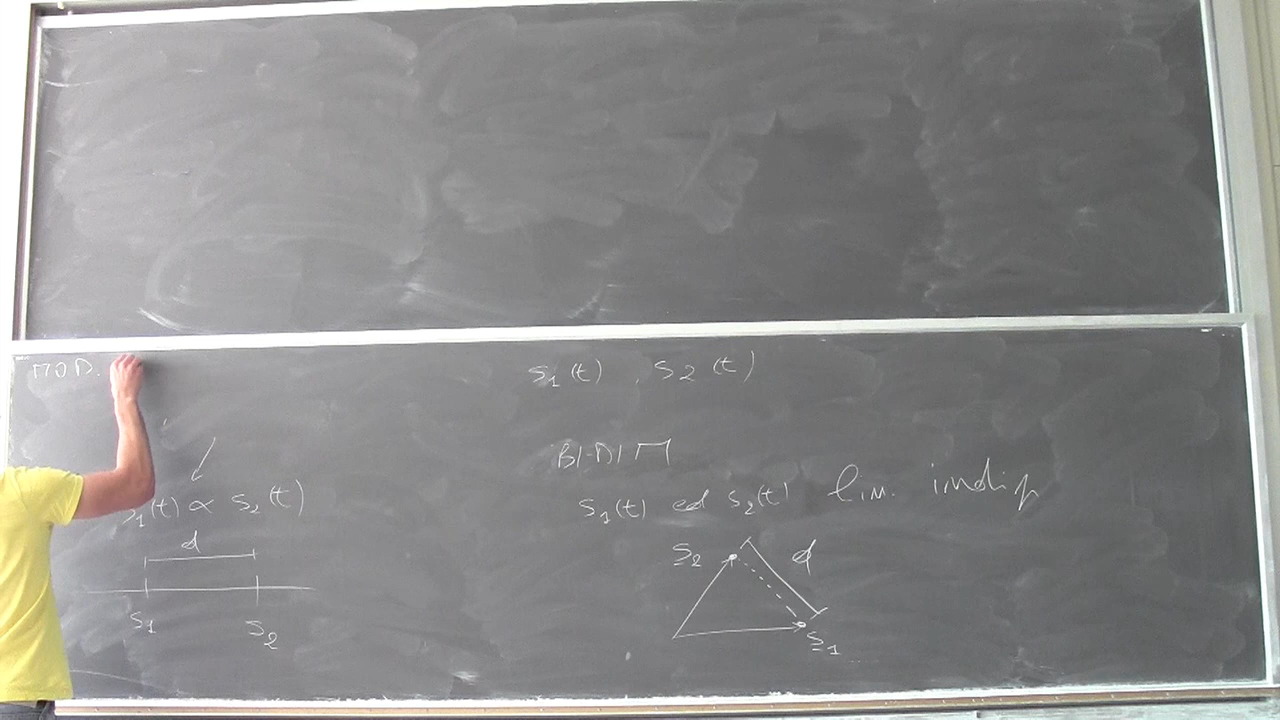 MOD.
s₁(t), s₂(t)
BI-DIM
s₁(t) ∝ s₂(t)
s₁(t) ed s₂(t) lin. indip
d
s₁
s₂
s₂
d
s₁